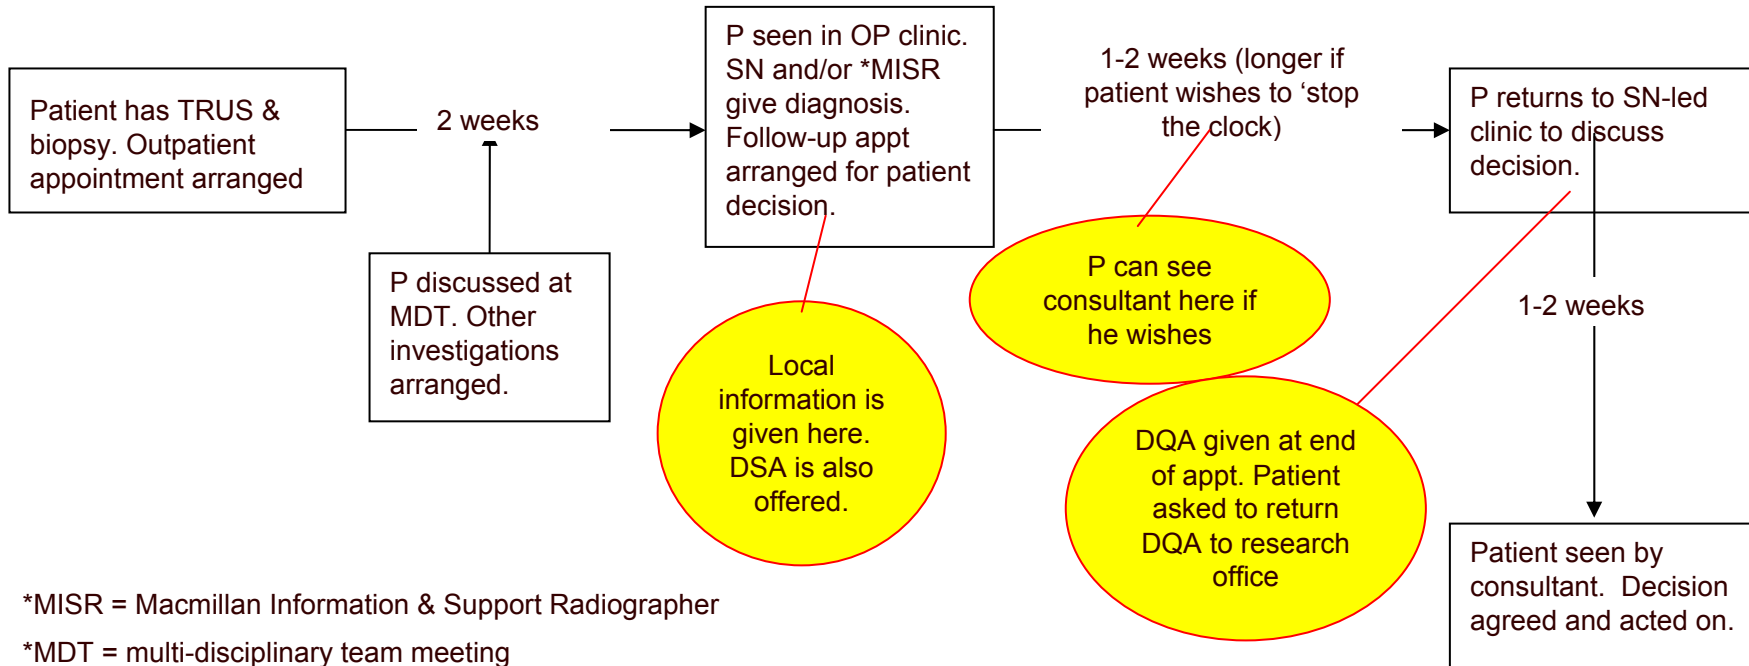 Patient has TRUS &
biopsy. Outpatient
appointment arranged
2 weeks
P discussed at
MDT. Other
investigations
arranged.
P seen in OP clinic.
SN and/or *MISR
give diagnosis.
Follow-up appt
arranged for patient
decision.
Local
information is
given here.
DSA is also
offered.
1-2 weeks (longer if
patient wishes to ‘stop
the clock)
P can see
consultant here if
he wishes
P returns to SN-led
clinic to discuss
decision.
DQA given at end
of appt. Patient
asked to return
DQA to research
office
1-2 weeks
Patient seen by
consultant.  Decision
agreed and acted on.
*MISR = Macmillan Information & Support Radiographer
*MDT = multi-disciplinary team meeting